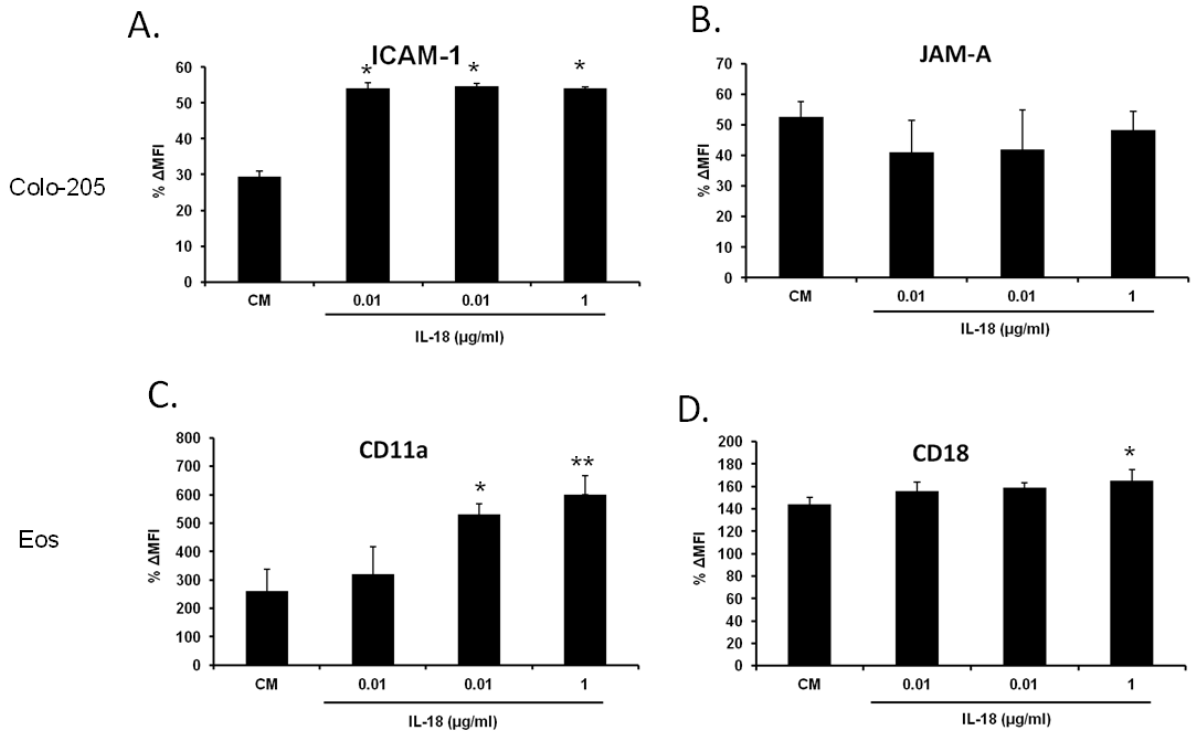 A.
ICAM-1
* * *
% ΔMFI
60
50
40
30
20
10
0
CM 0.01 0.01 1
IL-18 (µg/ml)
B.
JAM-A
% ΔMFI
70
60
50
40
30
20
10
0
CM 0.01 0.01 1
IL-18 (µg/ml)
Colo-205
C.
CD11a
* **
% ΔMFI
800
700
600
500
400
300
200
100
0
CM 0.01 0.01 1
IL-18 (µg/ml)
D.
CD18
*
% ΔMFI
200
180
160
140
120
100
80
60
40
20
0
CM 0.01 0.01 1
IL-18 (µg/ml)
Eos